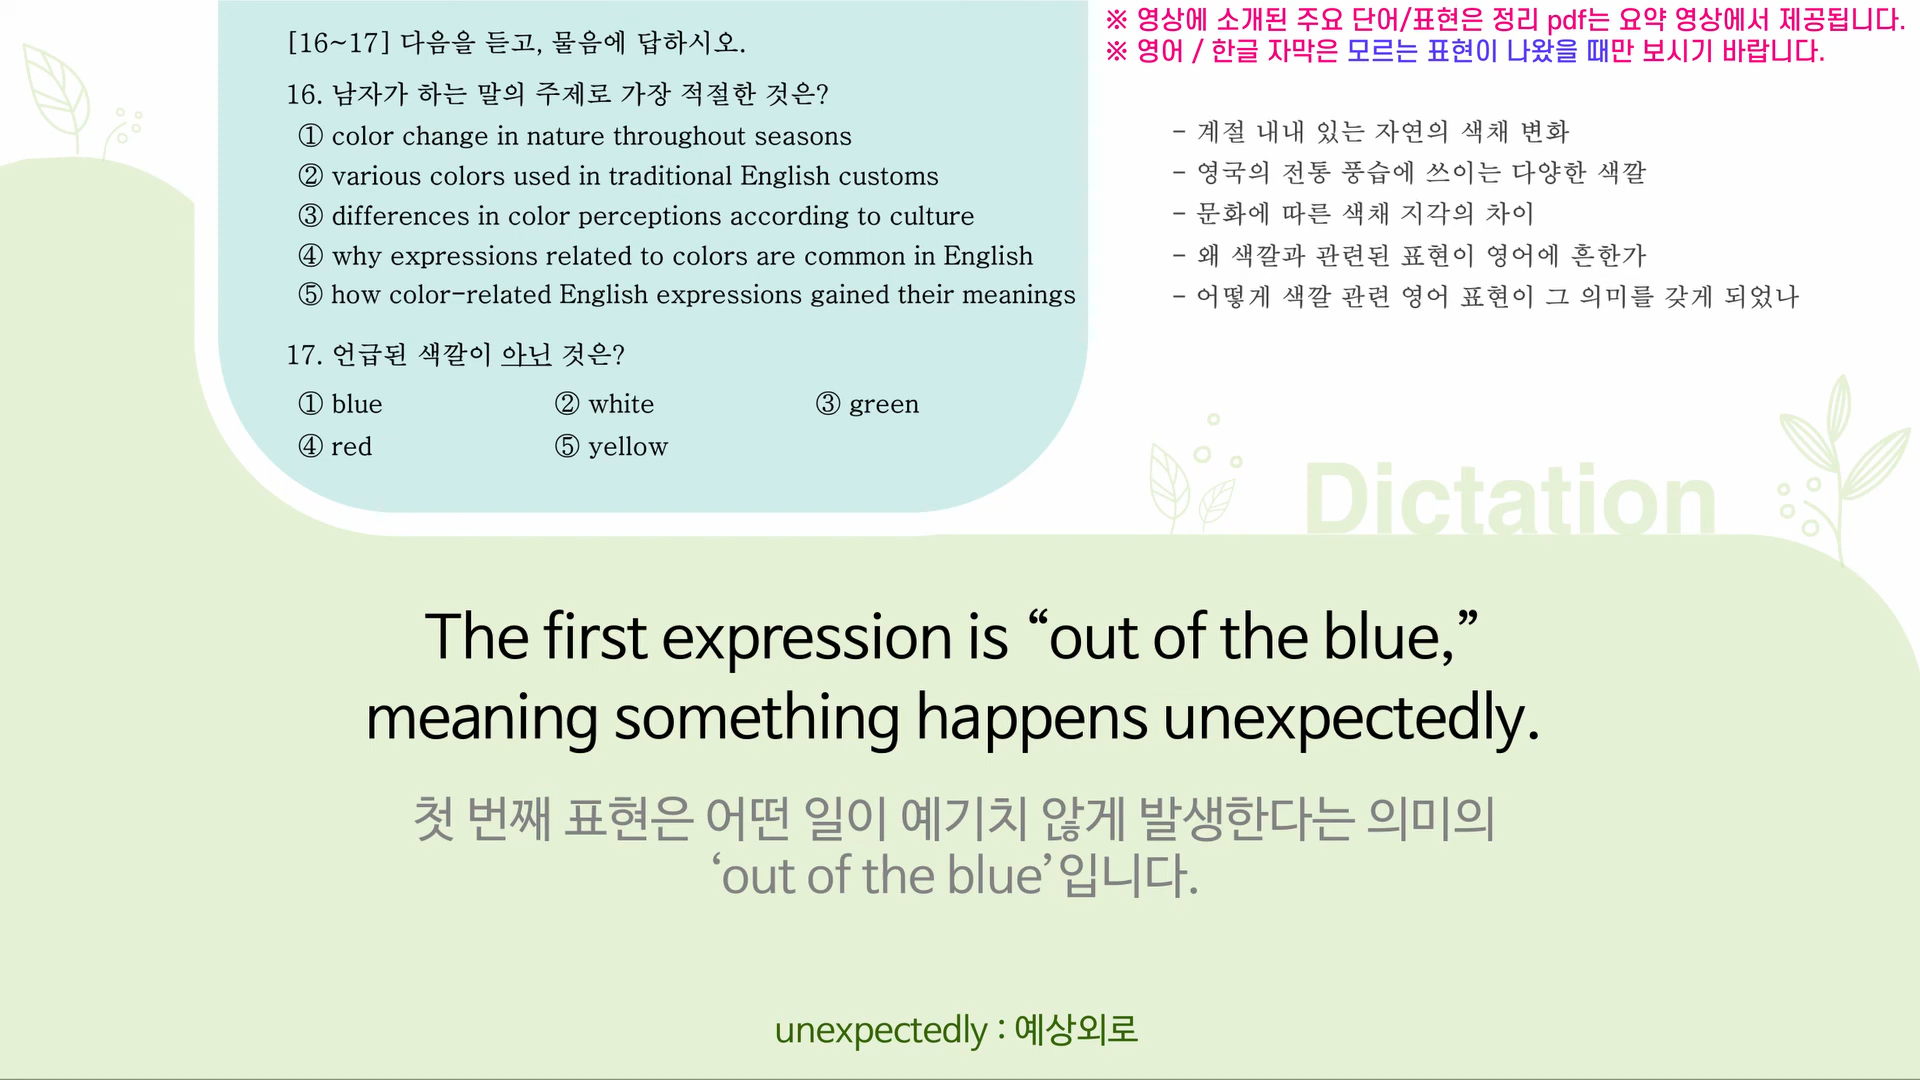 ※ 영상에 소개된 주요 단어/표현은 정리 pdf는 요약 영상에서 제공됩니다.
※ 영어 / 한글 자막은 모르는 표현이 나왔을 때만 보시기 바랍니다.
[16~17] 다음을 듣고, 물음에 답하시오.
16. 남자가 하는 말의 주제로 가장 적절한 것은?
① color change in nature throughout seasons
② various colors used in traditional English customs
③ differences in color perceptions according to culture
④ why expressions related to colors are common in English
⑤ how color-related English expressions gained their meanings
- 계절 내내 있는 자연의 색채 변화
- 영국의 전통 풍습에 쓰이는 다양한 색깔
- 문화에 따른 색채 지각의 차이
- 왜 색깔과 관련된 표현이 영어에 흔한가
- 어떻게 색깔 관련 영어 표현이 그 의미를 갖게 되었나
17. 언급된 색깔이 아닌 것은?
① blue ② white ③ green
④ red ⑤ yellow
Dictation
The first expression is “out of the blue,”
meaning something happens unexpectedly.
첫 번째 표현은 어떤 일이 예기치 않게 발생한다는 의미의
‘out of the blue’입니다.
unexpectedly : 예상외로